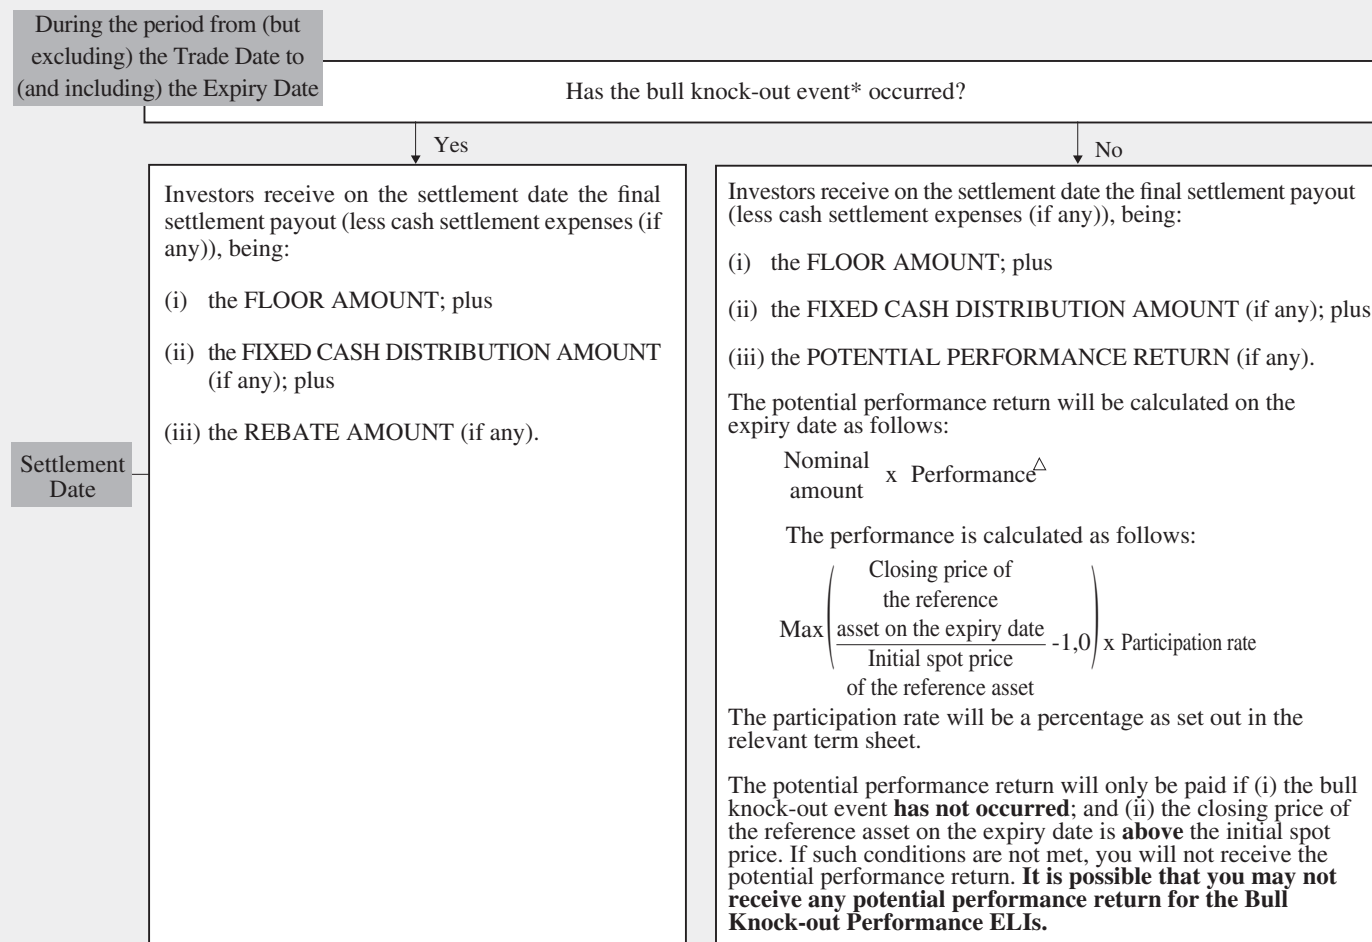 During the period from (but
excluding) the Trade Date to
(and including) the Expiry Date
Has the bull knock-out event* occurred?
Yes
No
Investors receive on the settlement date the final
settlement payout (less cash settlement expenses (if
any)), being:
(i) the FLOOR AMOUNT; plus
(ii) the FIXED CASH DISTRIBUTION AMOUNT
(if any); plus
(iii) the REBATE AMOUNT (if any).
Settlement
Date
Investors receive on the settlement date the final settlement payout
(less cash settlement expenses (if any)), being:
(i) the FLOOR AMOUNT; plus
(ii) the FIXED CASH DISTRIBUTION AMOUNT (if any); plus
(iii) the POTENTIAL PERFORMANCE RETURN (if any).
The potential performance return will be calculated on the
expiry date as follows:
Nominal
amount x Performance△
The performance is calculated as follows:
Closing price of
the reference
asset on the expiry date
Max -1,0 x Participation rate
Initial spot price
of the reference asset
The participation rate will be a percentage as set out in the
relevant term sheet.
The potential performance return will only be paid if (i) the bull
knock-out event has not occurred; and (ii) the closing price of
the reference asset on the expiry date is above the initial spot
price. If such conditions are not met, you will not receive the
potential performance return. It is possible that you may not
receive any potential performance return for the Bull
Knock-out Performance ELIs.